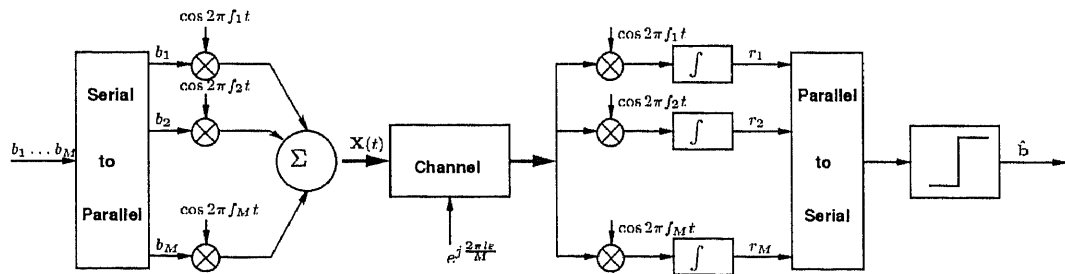 cos 2πf₁t
cos 2πf₁t
b₁
r₁
cos 2πf₂t
cos 2πf₂t
Serial
Parallel
b₂
r₂
b₁ … b_M
to
Σ
X(t)
Channel
to
b̂
Parallel
Serial
cos 2πf_M t
cos 2πf_M t
b_M
e^{j 2πlε/M}
r_M
∫
∫
∫